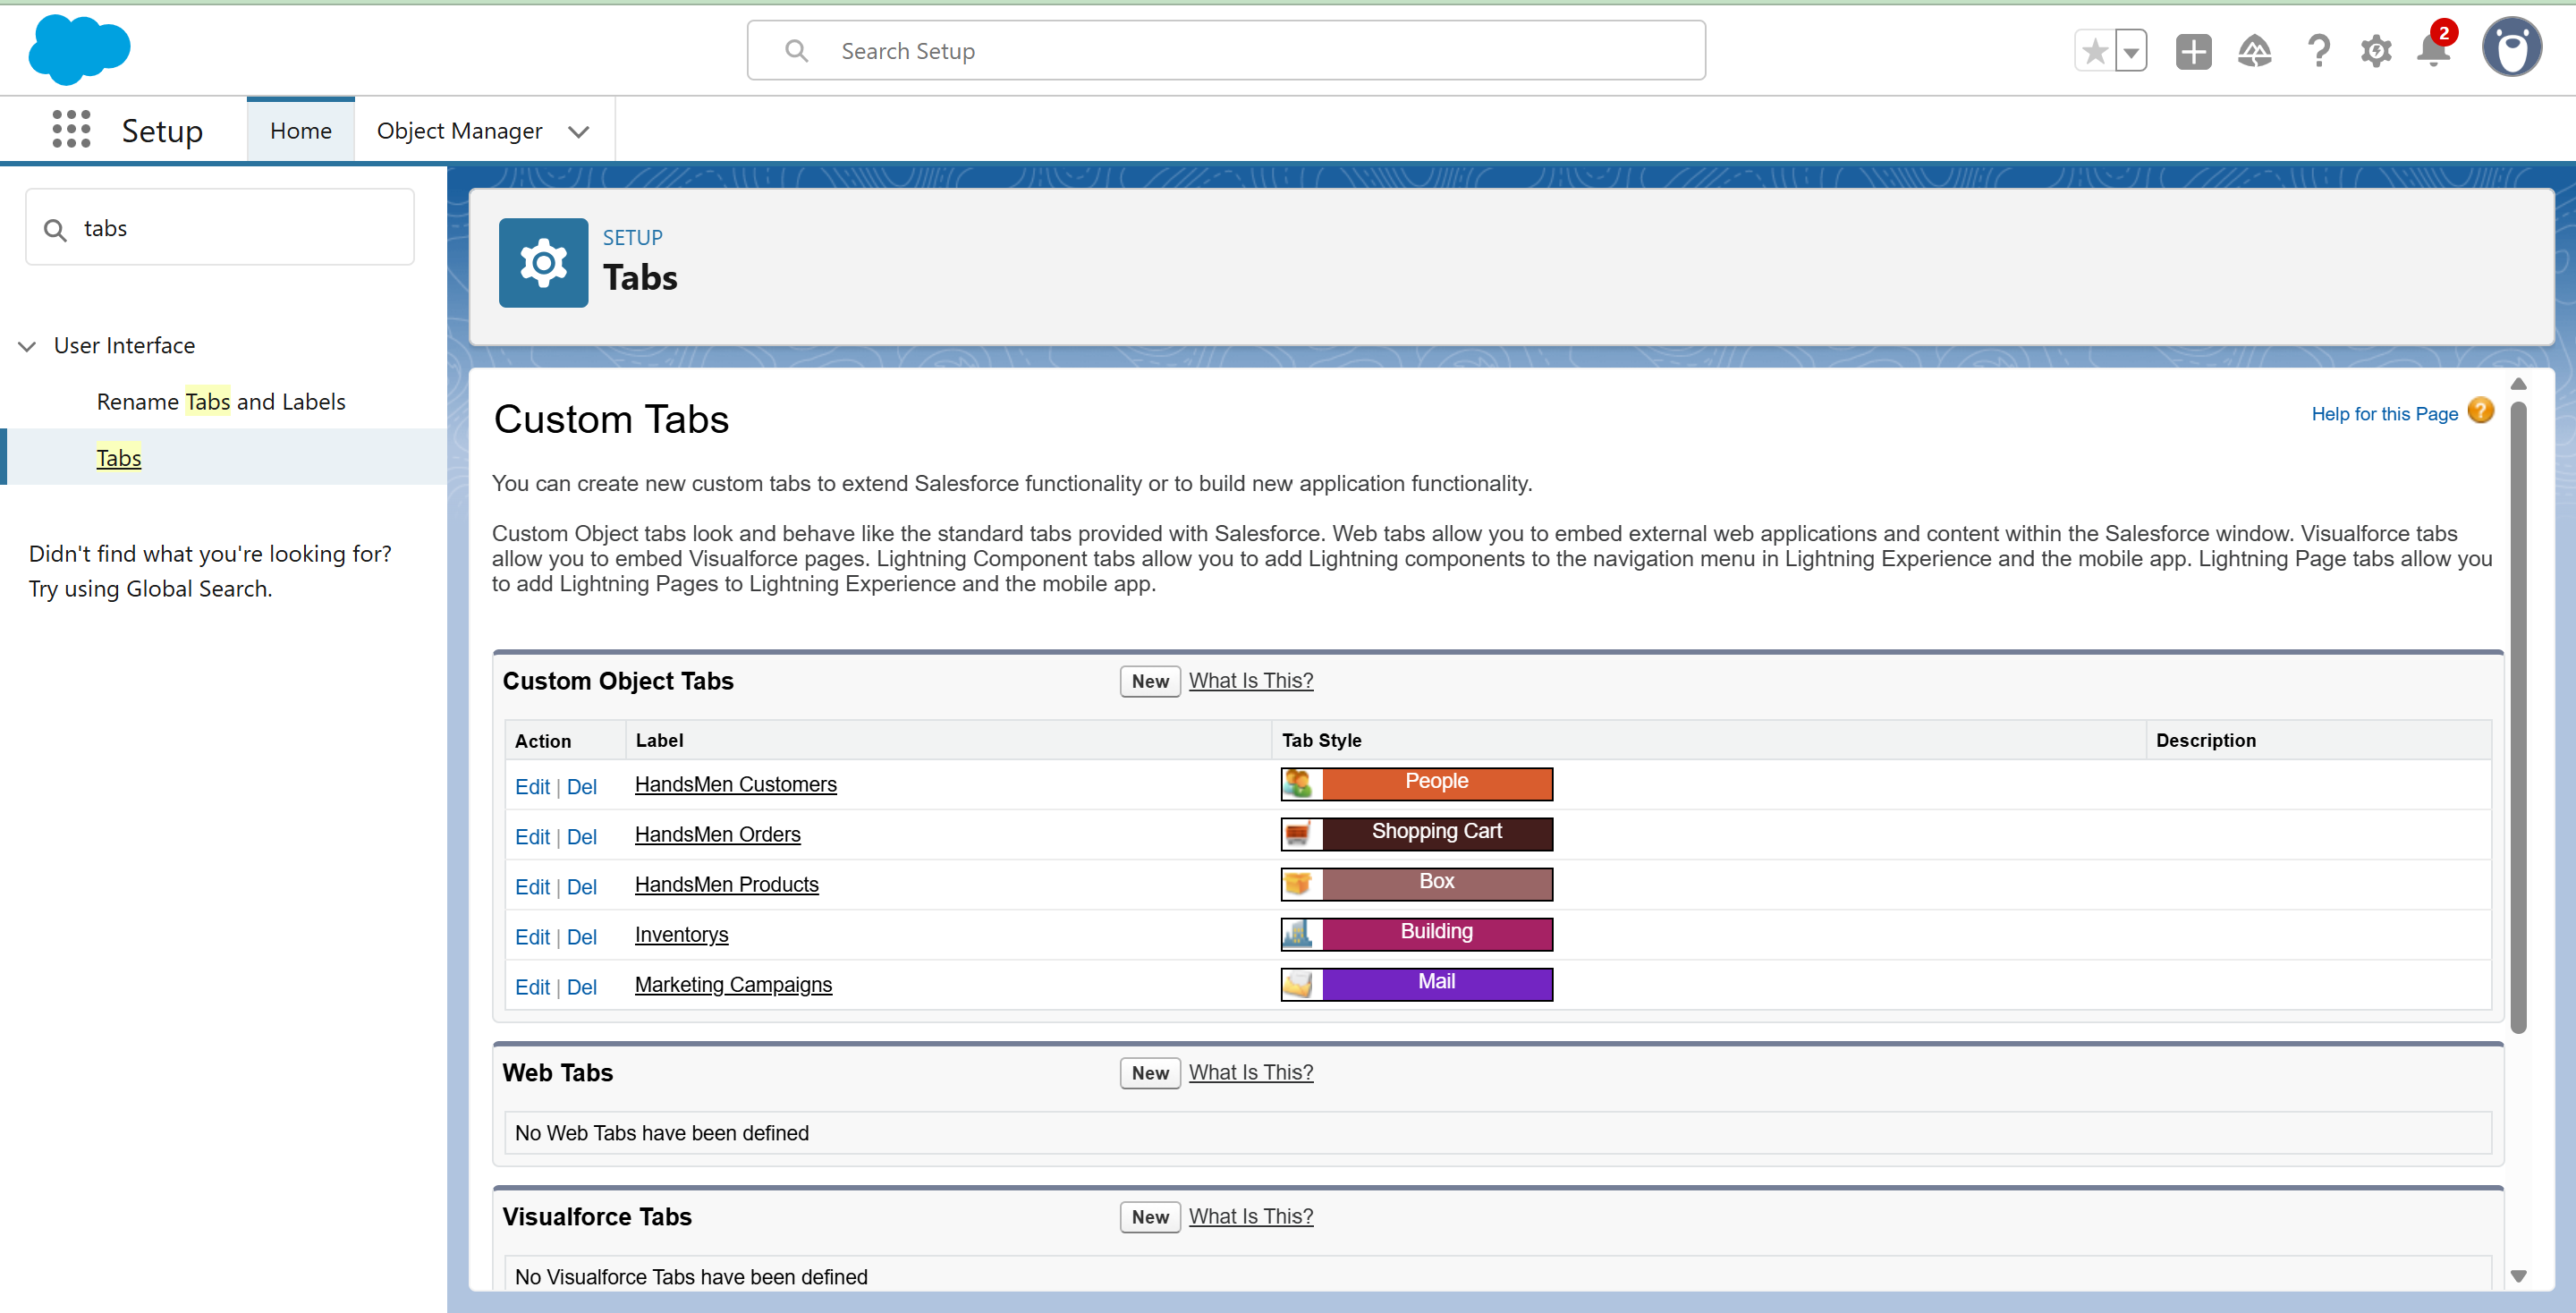 Search Setup
2
Setup
Home
Object Manager
tabs
User Interface
Rename Tabs and Labels
Tabs
Didn't find what you're looking for?
Try using Global Search.
SETUP
Tabs
Custom Tabs
Help for this Page ?
You can create new custom tabs to extend Salesforce functionality or to build new application functionality.
Custom Object tabs look and behave like the standard tabs provided with Salesforce. Web tabs allow you to embed external web applications and content within the Salesforce window. Visualforce tabs
allow you to embed Visualforce pages. Lightning Component tabs allow you to add Lightning components to the navigation menu in Lightning Experience and the mobile app. Lightning Page tabs allow you
to add Lightning Pages to Lightning Experience and the mobile app.
Custom Object Tabs New What Is This?
Action Label Tab Style Description
Edit | Del HandsMen Customers People
Edit | Del HandsMen Orders Shopping Cart
Edit | Del HandsMen Products Box
Edit | Del Inventorys Building
Edit | Del Marketing Campaigns Mail
Web Tabs New What Is This?
No Web Tabs have been defined
Visualforce Tabs New What Is This?
No Visualforce Tabs have been defined